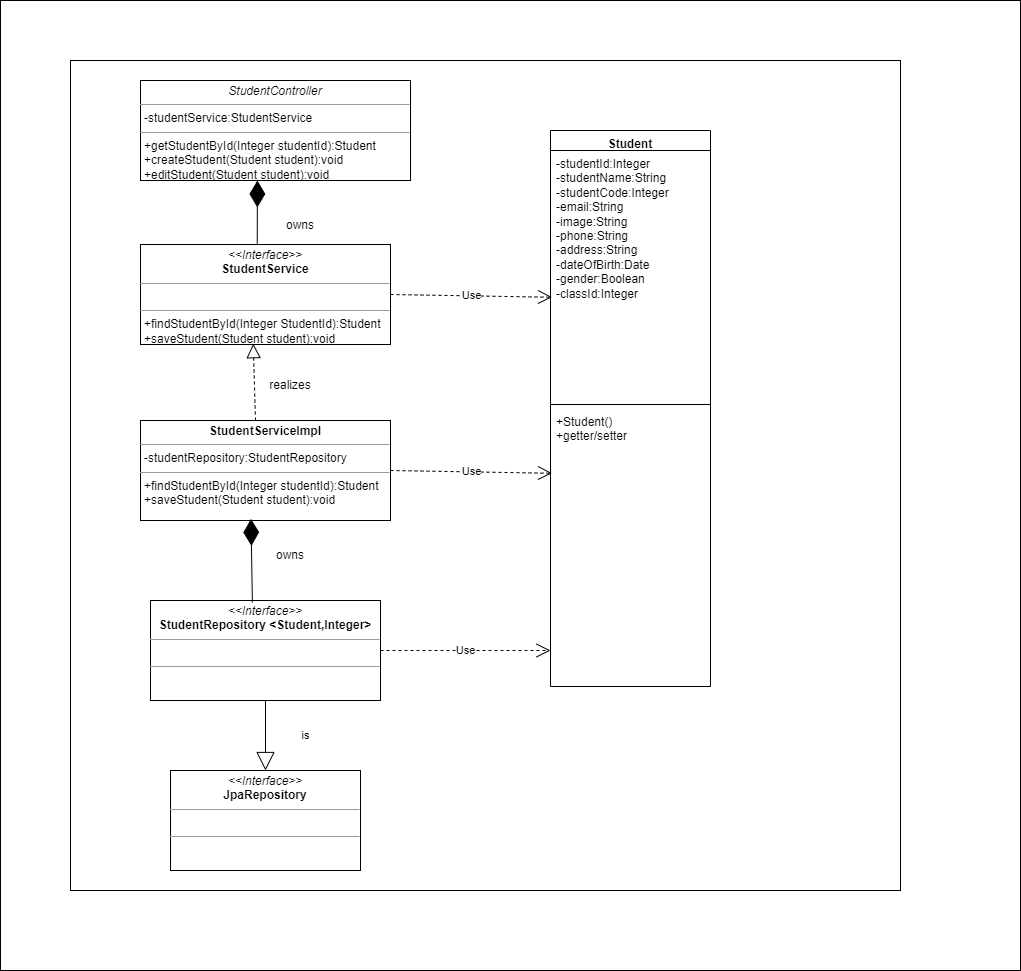 StudentController
-studentService:StudentService
+getStudentById(Integer studentId):Student
+createStudent(Student student):void
+editStudent(Student student):void
owns
<<Interface>>
StudentService
+findStudentById(Integer StudentId):Student
+saveStudent(Student student):void
Use
realizes
StudentServiceImpl
-studentRepository:StudentRepository
+findStudentById(Integer studentId):Student
+saveStudent(Student student):void
Use
owns
<<Interface>>
StudentRepository <Student,Integer>
Use
is
<<Interface>>
JpaRepository
Student
-studentId:Integer
-studentName:String
-studentCode:Integer
-email:String
-image:String
-phone:String
-address:String
-dateOfBirth:Date
-gender:Boolean
-classId:Integer
+Student()
+getter/setter